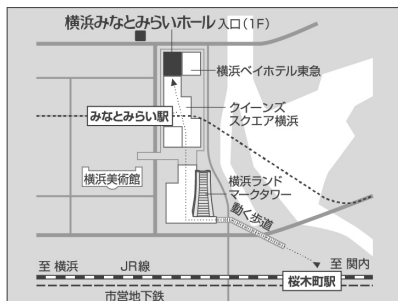 横浜みなとみらいホール 入口(1F)
横浜ベイホテル東急
クイーンズ
スクエア横浜
みなとみらい駅
横浜美術館
横浜ランド
マークタワー
動く歩道
至 横浜
JR線
至 関内
桜木町駅
市営地下鉄